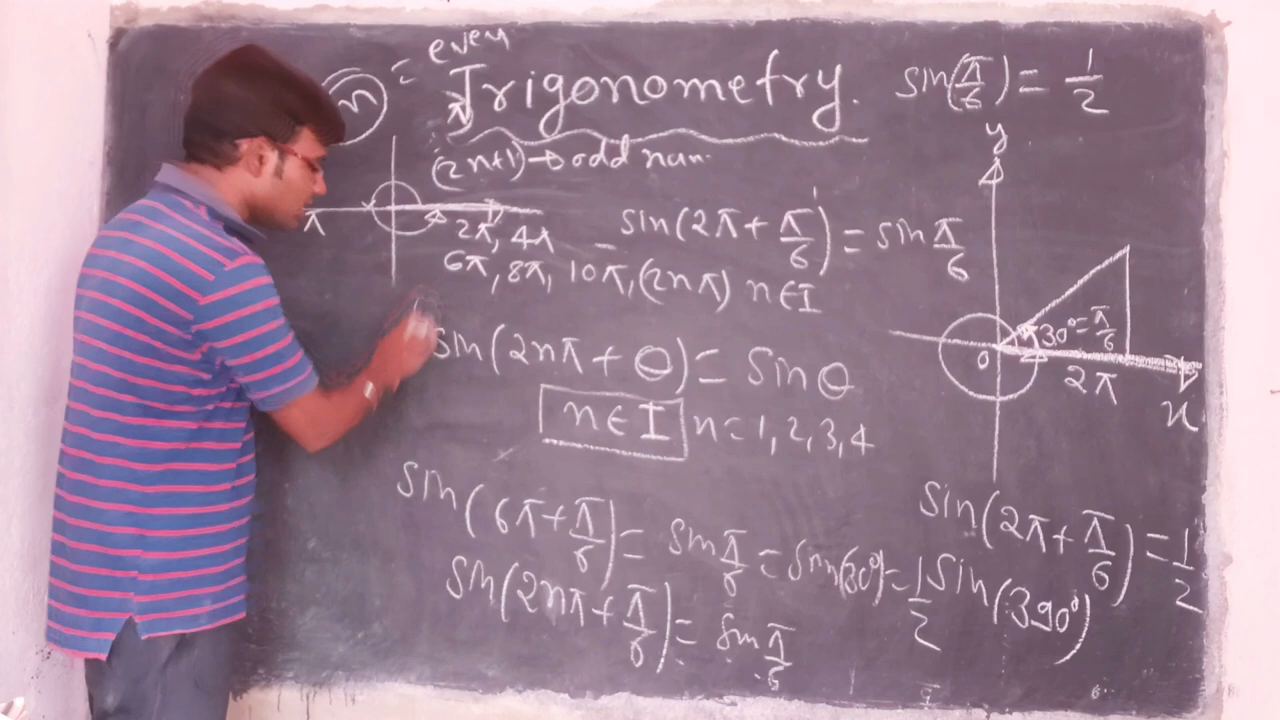 (n) = even
Trigonometry.
π
(2n+1)→odd num.
π
2π, 4π
6π, 8π, 10π, (2nπ) n∈I
sin(2π + π/6) = sin π/6
sin(2nπ + θ) = Sinθ
n∈I n=1,2,3,4
sin(6π+π/6) = sin π/6 = sin(30°) = 1/2
sin(2nπ+π/6) = sin π/6
sin(π/6) = 1/2
y
30°=π/6
0
2π
x
Sin(2π+π/6) = 1/2
Sin(390°)